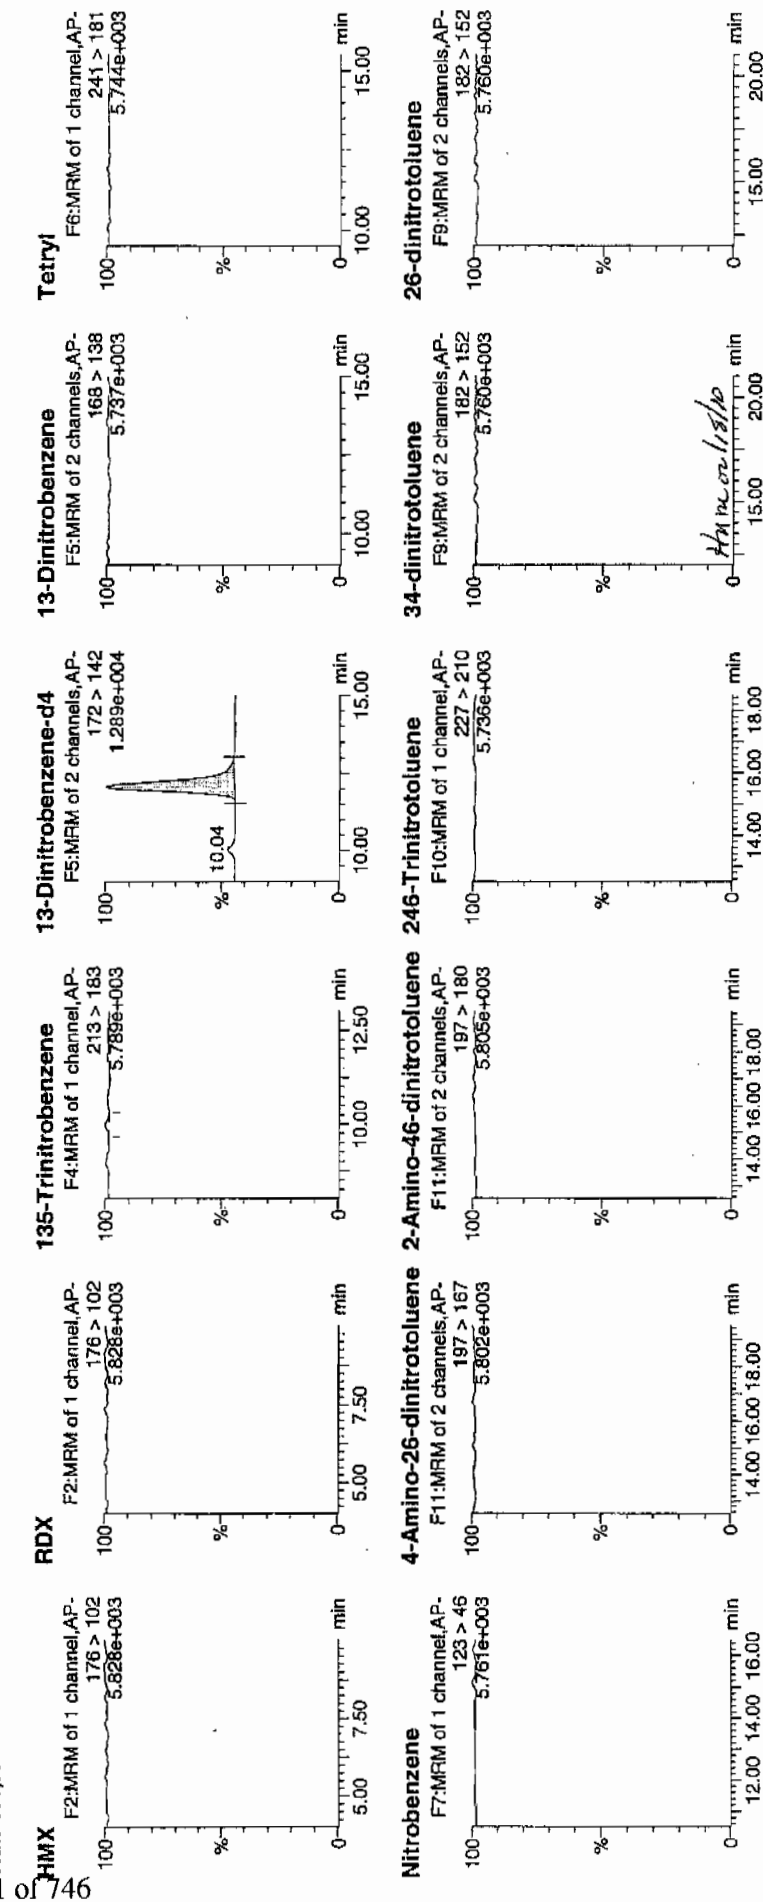 HMX
F2:MRM of 1 channel,AP-
176 > 102
5.828e+003
100
%
0
5.00
7.50
min
RDX
F2:MRM of 1 channel,AP-
176 > 102
5.828e+003
100
%
0
5.00
7.50
min
135-Trinitrobenzene
F4:MRM of 1 channel,AP-
213 > 183
5.789e+003
100
%
0
10.00
12.50
min
13-Dinitrobenzene-d4
F5:MRM of 2 channels,AP-
172 > 142
1.289e+004
100
%
10.04
0
10.00
15.00
min
13-Dinitrobenzene
F5:MRM of 2 channels,AP-
168 > 138
5.737e+003
100
%
0
10.00
15.00
min
Tetryl
F6:MRM of 1 channel,AP-
241 > 181
5.744e+003
100
%
0
10.00
15.00
min
Nitrobenzene
F7:MRM of 1 channel,AP-
123 > 46
5.761e+003
100
%
0
12.00
14.00
16.00
min
4-Amino-26-dinitrotoluene
F11:MRM of 2 channels,AP-
197 > 167
5.802e+003
100
%
0
14.00
16.00
18.00
min
2-Amino-46-dinitrotoluene
F11:MRM of 2 channels,AP-
197 > 180
5.805e+003
100
%
0
14.00
16.00
18.00
min
246-Trinitrotoluene
F10:MRM of 1 channel,AP-
227 > 210
5.736e+003
100
%
0
14.00
16.00
18.00
min
34-dinitrotoluene
F9:MRM of 2 channels,AP-
182 > 152
5.760e+003
100
%
0
15.00
20.00
min
26-dinitrotoluene
F9:MRM of 2 channels,AP-
182 > 152
5.760e+003
100
%
0
15.00
20.00
min
of 746